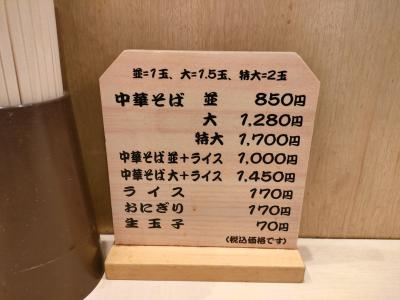 並=1玉、大=1.5玉、特大=2玉
中華そば 並 850円
大 1,280円
特大 1,700円
中華そば並+ライス 1,000円
中華そば大+ライス 1,450円
ライス 170円
おにぎり 170円
生玉子 70円
(税込価格です)